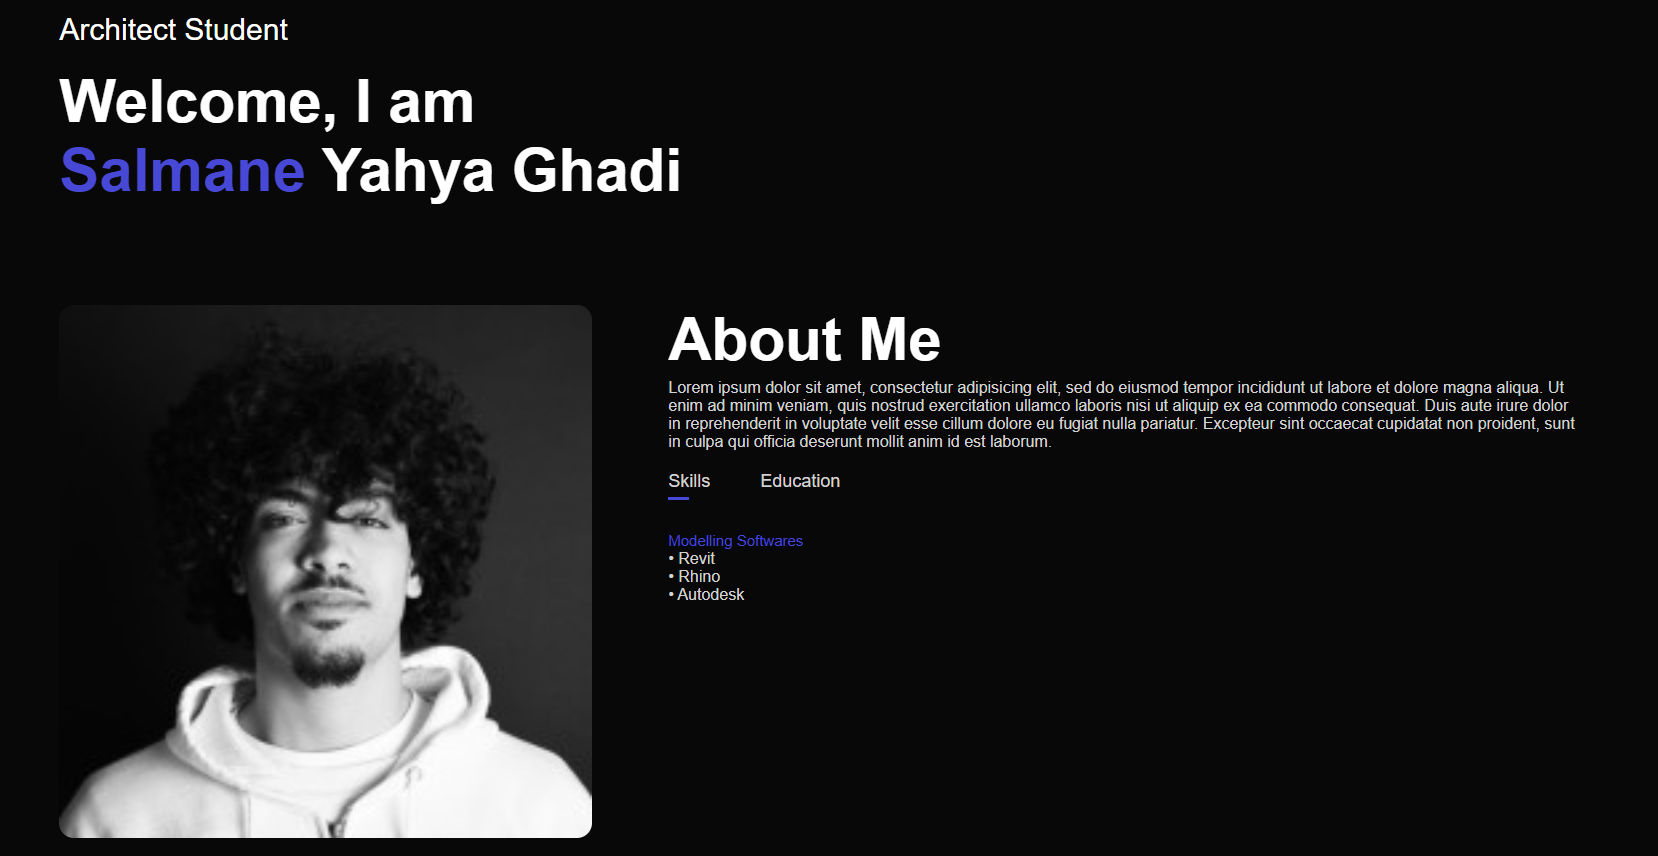 Architect Student
Welcome, I am
Salmane Yahya Ghadi
About Me
Lorem ipsum dolor sit amet, consectetur adipisicing elit, sed do eiusmod tempor incididunt ut labore et dolore magna aliqua. Ut
enim ad minim veniam, quis nostrud exercitation ullamco laboris nisi ut aliquip ex ea commodo consequat. Duis aute irure dolor
in reprehenderit in voluptate velit esse cillum dolore eu fugiat nulla pariatur. Excepteur sint occaecat cupidatat non proident, sunt
in culpa qui officia deserunt mollit anim id est laborum.
Skills Education
Modelling Softwares
• Revit
• Rhino
• Autodesk